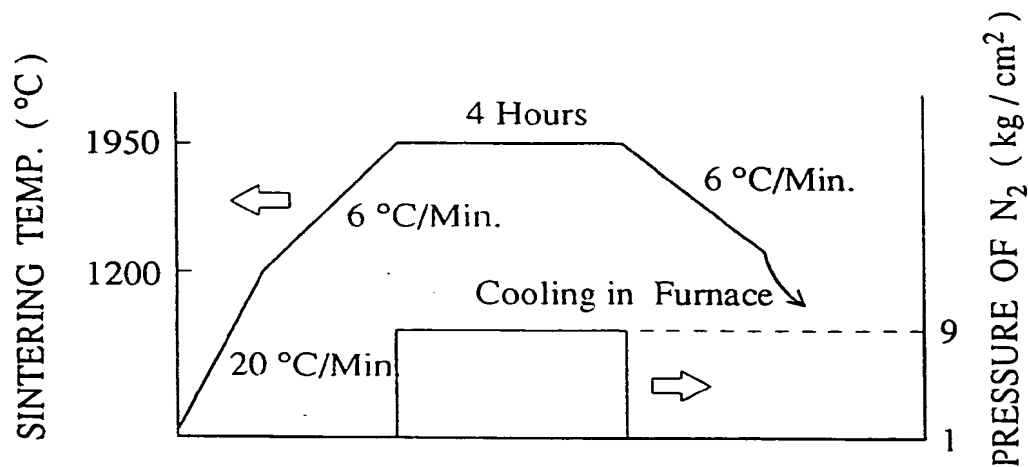 SINTERING TEMP. (°C)
1950
1200
4 Hours
6 °C/Min.
6 °C/Min.
Cooling in Furnace
20 °C/Min
9
1
PRESSURE OF N₂ (kg/cm²)